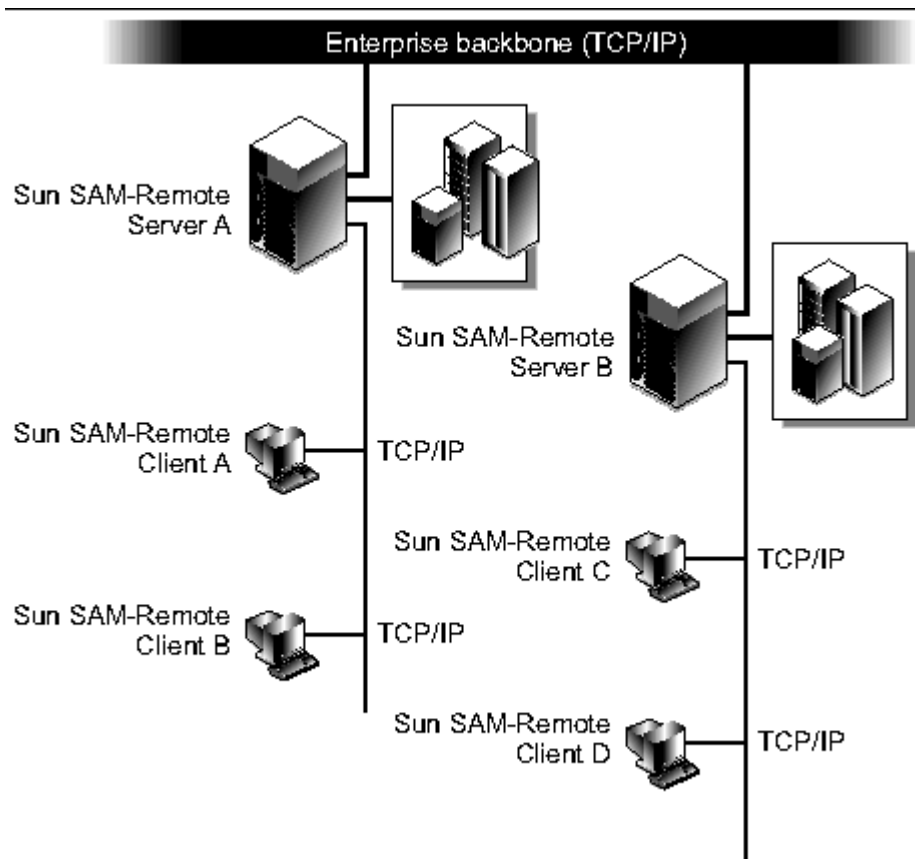 Enterprise backbone (TCP/IP)
Sun SAM-Remote
Server A
Sun SAM-Remote
Server B
Sun SAM-Remote
Client A
TCP/IP
Sun SAM-Remote
Client C
TCP/IP
Sun SAM-Remote
Client B
TCP/IP
Sun SAM-Remote
Client D
TCP/IP